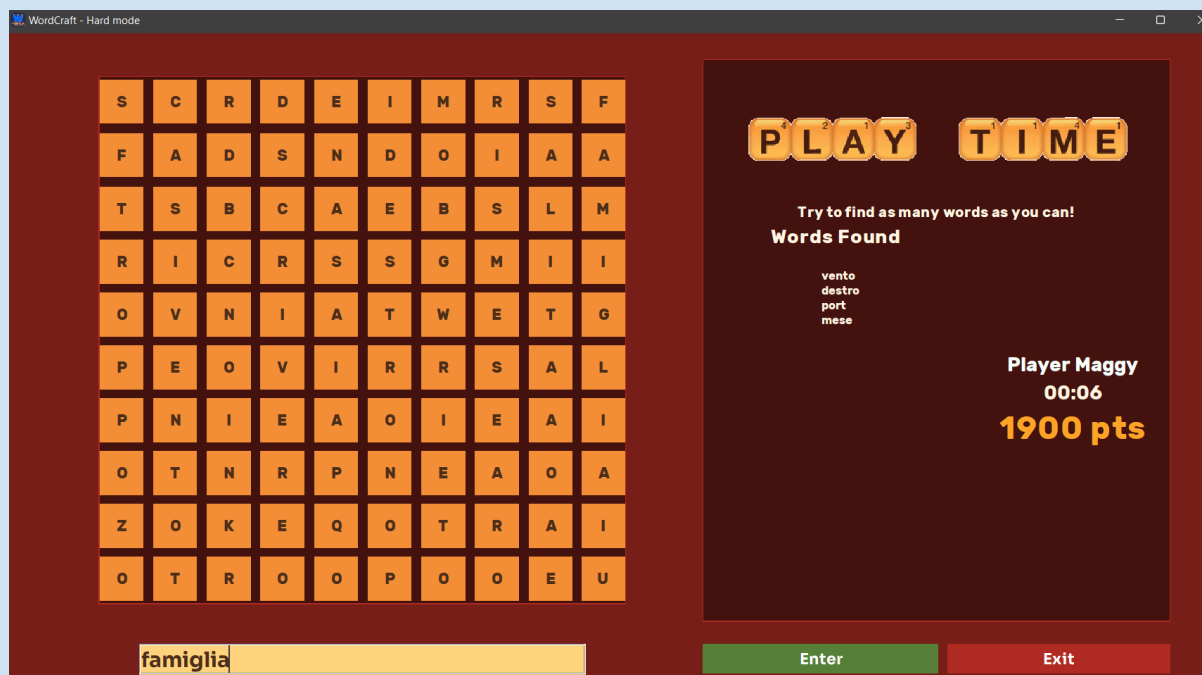 WordCraft - Hard mode
S C R D E I M R S F
F A D S N D O I A A
T S B C A E B S L M
R I C R S S G M I I
O V N I A T W E T G
P E O V I R R S A L
P N I E A O I E A I
O T N R P N E A O A
Z O K E Q O T R A I
O T R O O P O O E U
famiglia
PLAY TIME
Try to find as many words as you can!
Words Found
vento
destro
port
mese
Player Maggy
00:06
1900 pts
Enter
Exit